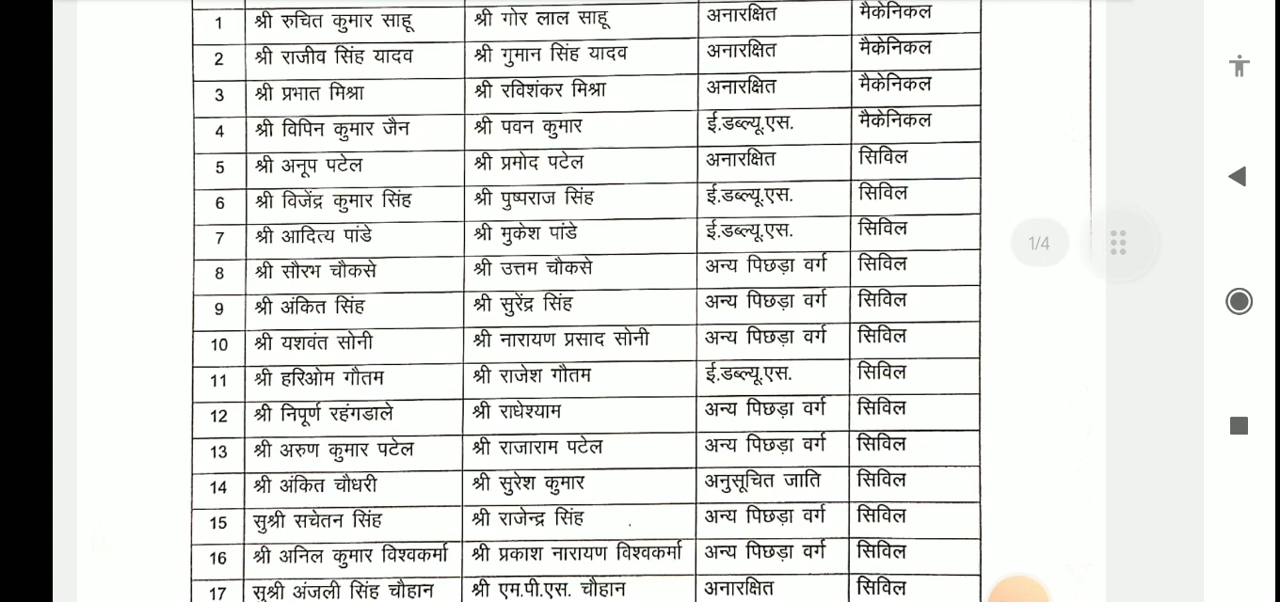 1 श्री रुचित कुमार साहू श्री गोर लाल साहू अनारक्षित मैकेनिकल
2 श्री राजीव सिंह यादव श्री गुमान सिंह यादव अनारक्षित मैकेनिकल
3 श्री प्रभात मिश्रा श्री रविशंकर मिश्रा अनारक्षित मैकेनिकल
4 श्री विपिन कुमार जैन श्री पवन कुमार ई.डब्ल्यू.एस. मैकेनिकल
5 श्री अनूप पटेल श्री प्रमोद पटेल अनारक्षित सिविल
6 श्री विजेंद्र कुमार सिंह श्री पुष्पराज सिंह ई.डब्ल्यू.एस. सिविल
7 श्री आदित्य पांडे श्री मुकेश पांडे ई.डब्ल्यू.एस. सिविल
1/4
8 श्री सौरभ चौकसे श्री उत्तम चौकसे अन्य पिछड़ा वर्ग सिविल
9 श्री अंकित सिंह श्री सुरेंद्र सिंह अन्य पिछड़ा वर्ग सिविल
10 श्री यशवंत सोनी श्री नारायण प्रसाद सोनी अन्य पिछड़ा वर्ग सिविल
11 श्री हरिओम गौतम श्री राजेश गौतम ई.डब्ल्यू.एस. सिविल
12 श्री निपूर्ण रहंगडाले श्री राधेश्याम अन्य पिछड़ा वर्ग सिविल
13 श्री अरुण कुमार पटेल श्री राजाराम पटेल अन्य पिछड़ा वर्ग सिविल
14 श्री अंकित चौधरी श्री सुरेश कुमार अनुसूचित जाति सिविल
15 सुश्री सचेतन सिंह श्री राजेन्द्र सिंह अन्य पिछड़ा वर्ग सिविल
16 श्री अनिल कुमार विश्वकर्मा श्री प्रकाश नारायण विश्वकर्मा अन्य पिछड़ा वर्ग सिविल
17 सुश्री अंजली सिंह चौहान श्री एम.पी.एस. चौहान अनारक्षित सिविल